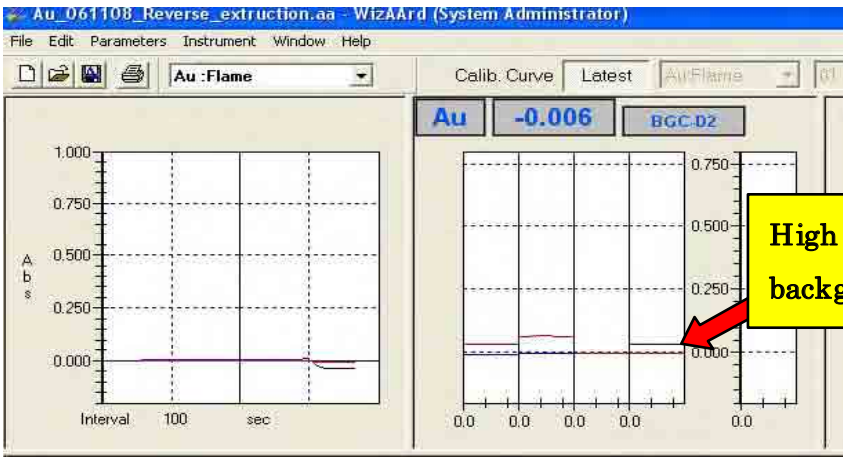 Au_061108_Reverse_extruction.aa - WizAArd (System Administrator)
File Edit Parameters Instrument Window Help
Au :Flame Calib. Curve Latest Au:Flame 01
Au -0.006 BGC-D2
1.000
0.750
0.500
0.250
0.000
Abs
Interval 100 sec
0.750
0.500
0.250
0.000
0.0 0.0 0.0 0.0 0.0
High
backg